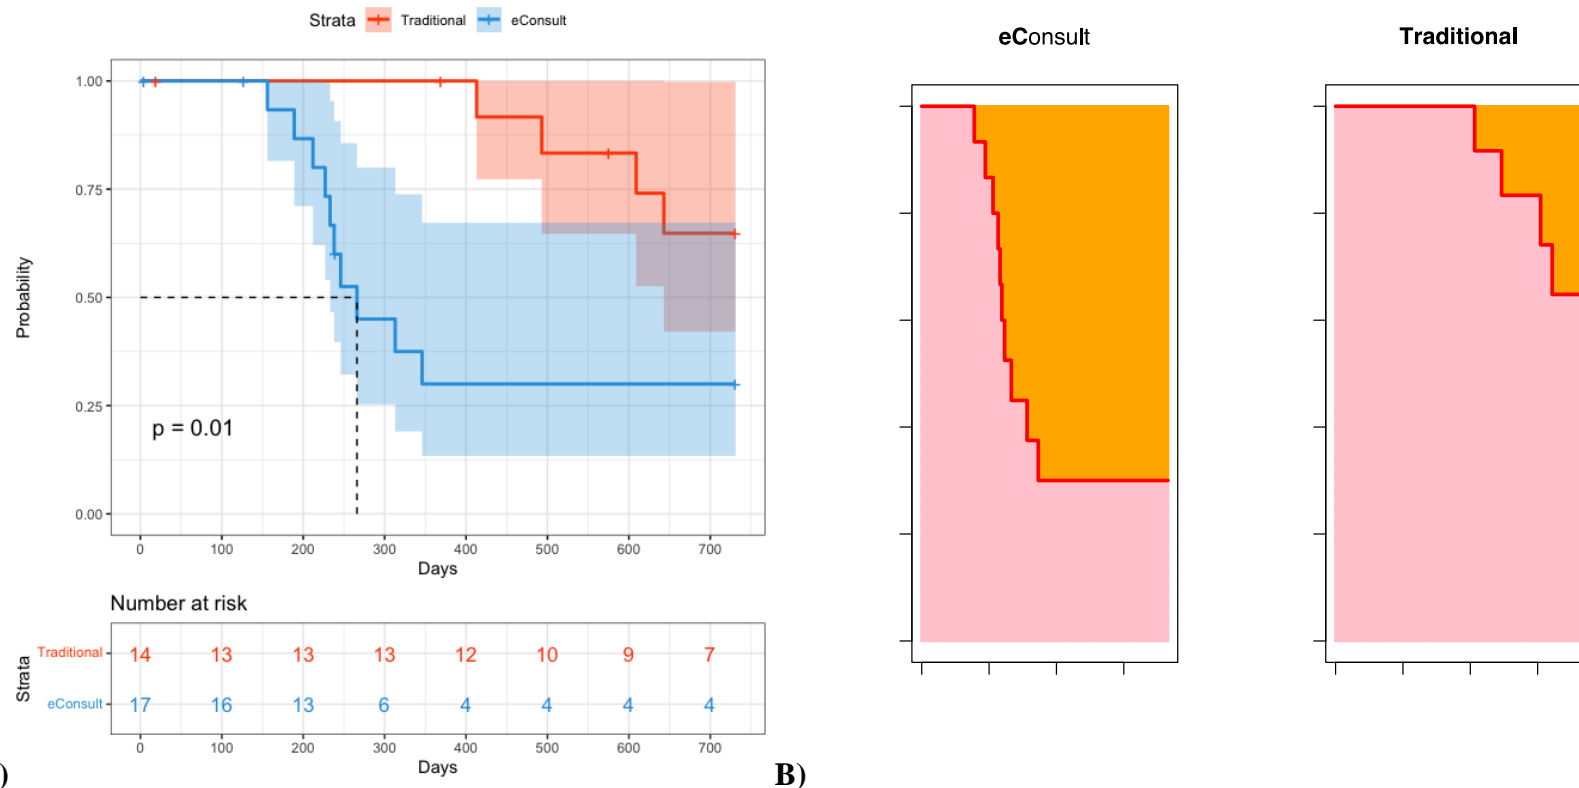 Strata Traditional eConsult
1.00
0.75
0.50
0.25
0.00
Probability
p = 0.01
0 100 200 300 400 500 600 700
Days
Number at risk
Strata
Traditional 14 13 13 13 12 10 9 7
eConsult 17 16 13 6 4 4 4 4
0 100 200 300 400 500 600 700
Days
)
B)
eConsult
Traditional